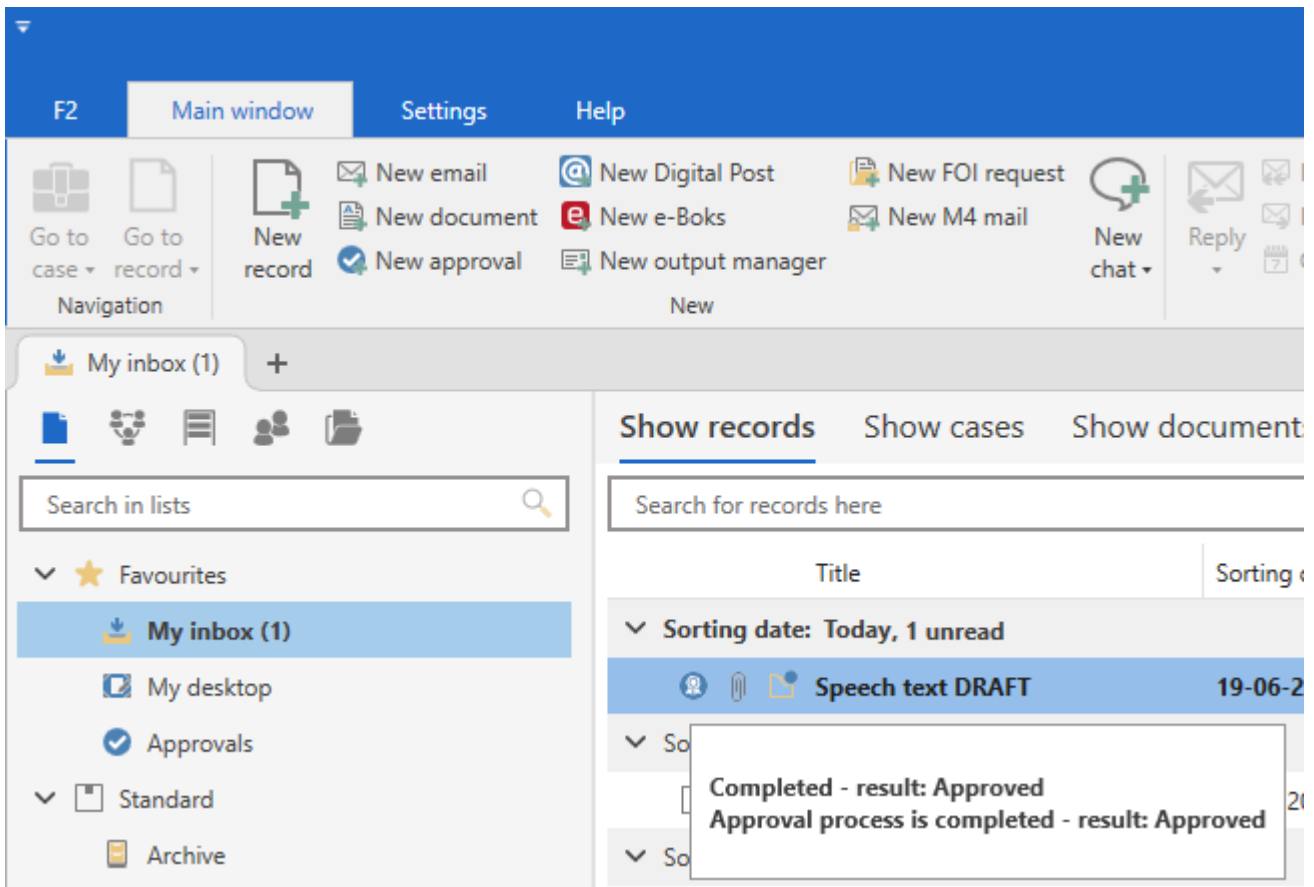 F2 Main window Settings Help
New email New Digital Post New FOI request
New document New e-Boks New M4 mail
Go to case Go to record New record New chat Reply
New approval New output manager
Navigation New
My inbox (1) +
Show records Show cases Show documents
Search in lists Search for records here
Favourites Title Sorting
My inbox (1) Sorting date: Today, 1 unread
My desktop Speech text DRAFT 19-06-2
Approvals So
Completed - result: Approved
Standard
Approval process is completed - result: Approved
Archive So